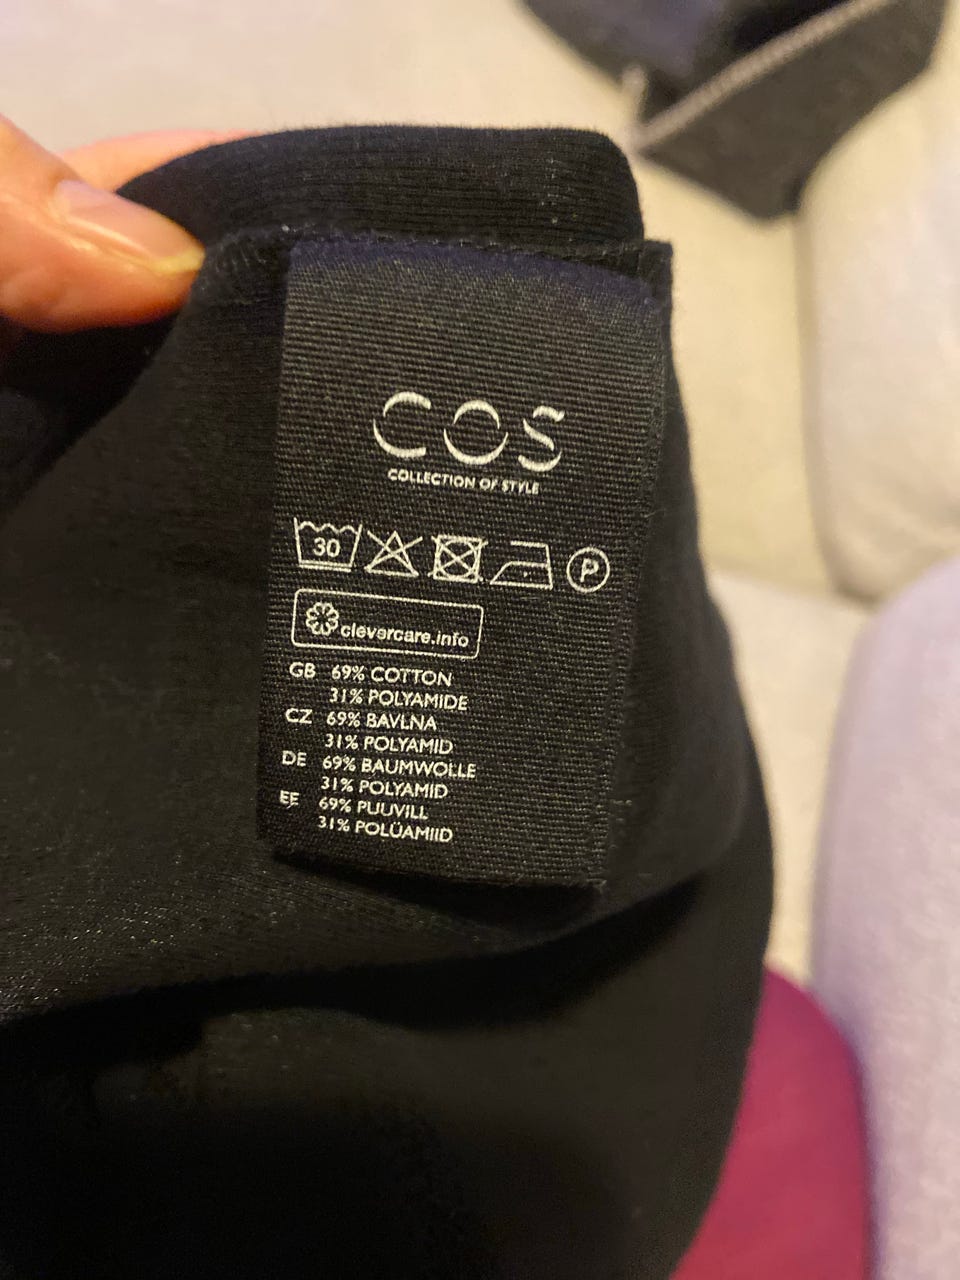 COS
COLLECTION OF STYLE
30 P
clevercare.info
GB 69% COTTON
31% POLYAMIDE
CZ 69% BAVLNA
31% POLYAMID
DE 69% BAUMWOLLE
31% POLYAMID
EE 69% PUUVILL
31% POLÜAMIID